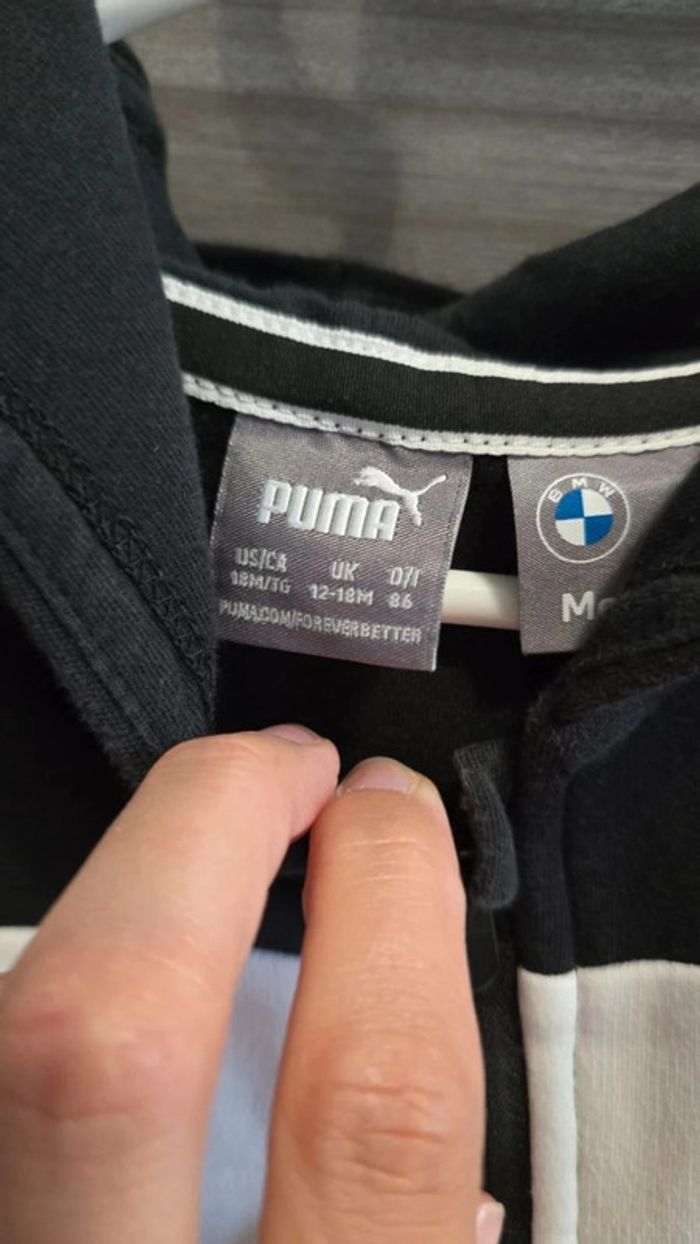 PUMA
US/CA UK D/I
18M/TG 12-18M 86
PUMA.COM/FOREVERBETTER
BMW